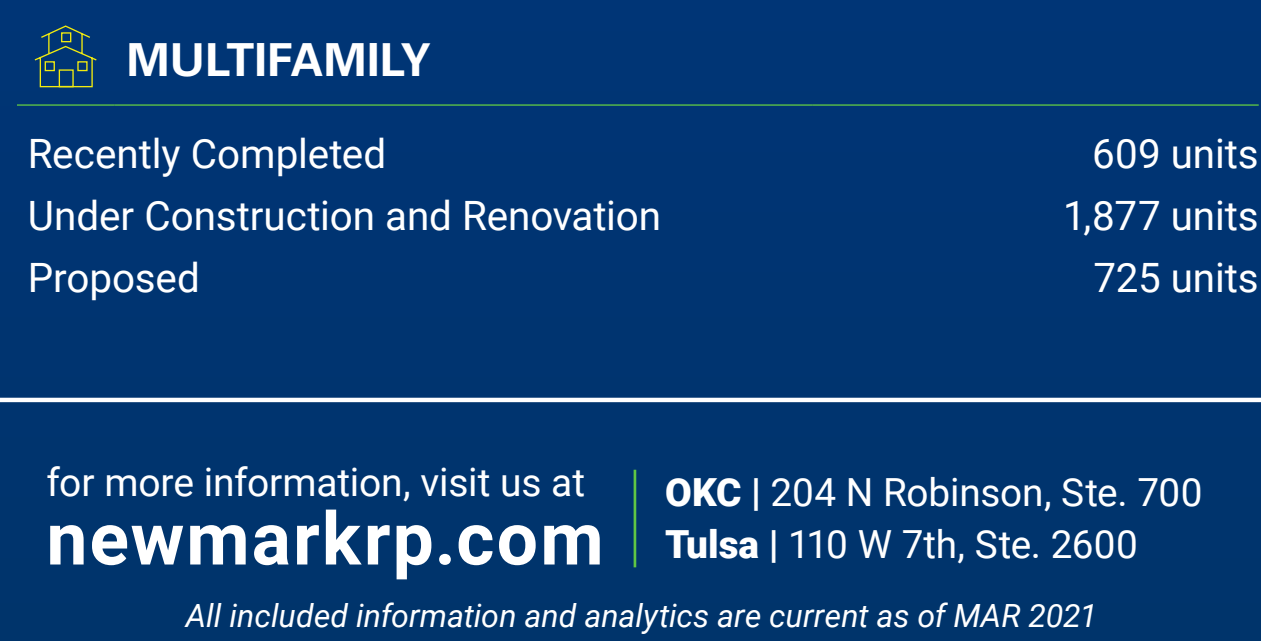 MULTIFAMILY
Recently Completed 609 units
Under Construction and Renovation 1,877 units
Proposed 725 units
for more information, visit us at
newmarkrp.com
OKC | 204 N Robinson, Ste. 700
Tulsa | 110 W 7th, Ste. 2600
All included information and analytics are current as of MAR 2021